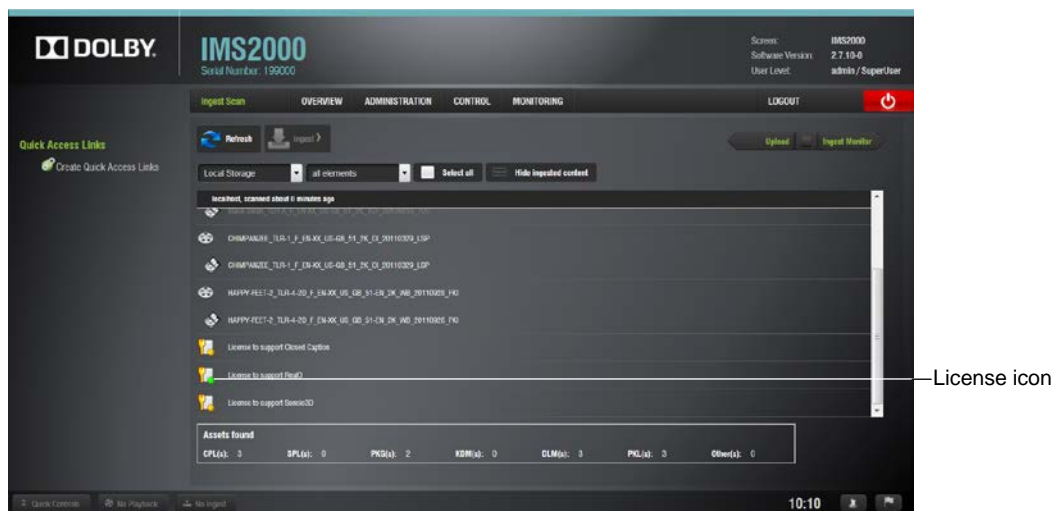 DOLBY.
IMS2000
Serial Number: 199000
Screen: IMS2000
Software Version: 2.7.10-0
User Level: admin / SuperUser
Ingest Scan OVERVIEW ADMINISTRATION CONTROL MONITORING LOGOUT
Quick Access Links
Create Quick Access Links
Refresh Ingest Upload Ingest Monitor
Local Storage all elements Select all Hide ingested content
localhost, scanned about 0 minutes ago
CHIMPANZEE_TLR-1_F_EN-XX_US-GB_51_2K_DI_20110329_LSP
CHIMPANZEE_TLR-1_F_EN-XX_US-GB_51_2K_DI_20110329_LSP
HAPPY-FEET-2_TLR-4-2D_F_EN-XX_US_GB_51-EN_2K_WB_20110926_FKI
HAPPY-FEET-2_TLR-4-2D_F_EN-XX_US_GB_51-EN_2K_WB_20110926_FKI
License to support Closed Caption
License to support RealD
License icon
License to support Sensio3D
Assets found
CPL(s): 3 SPL(s): 0 PKG(s): 2 KDM(s): 0 DLM(s): 3 PKL(s): 3 Other(s): 0
Quick Controls No Playback No Ingest 10:10